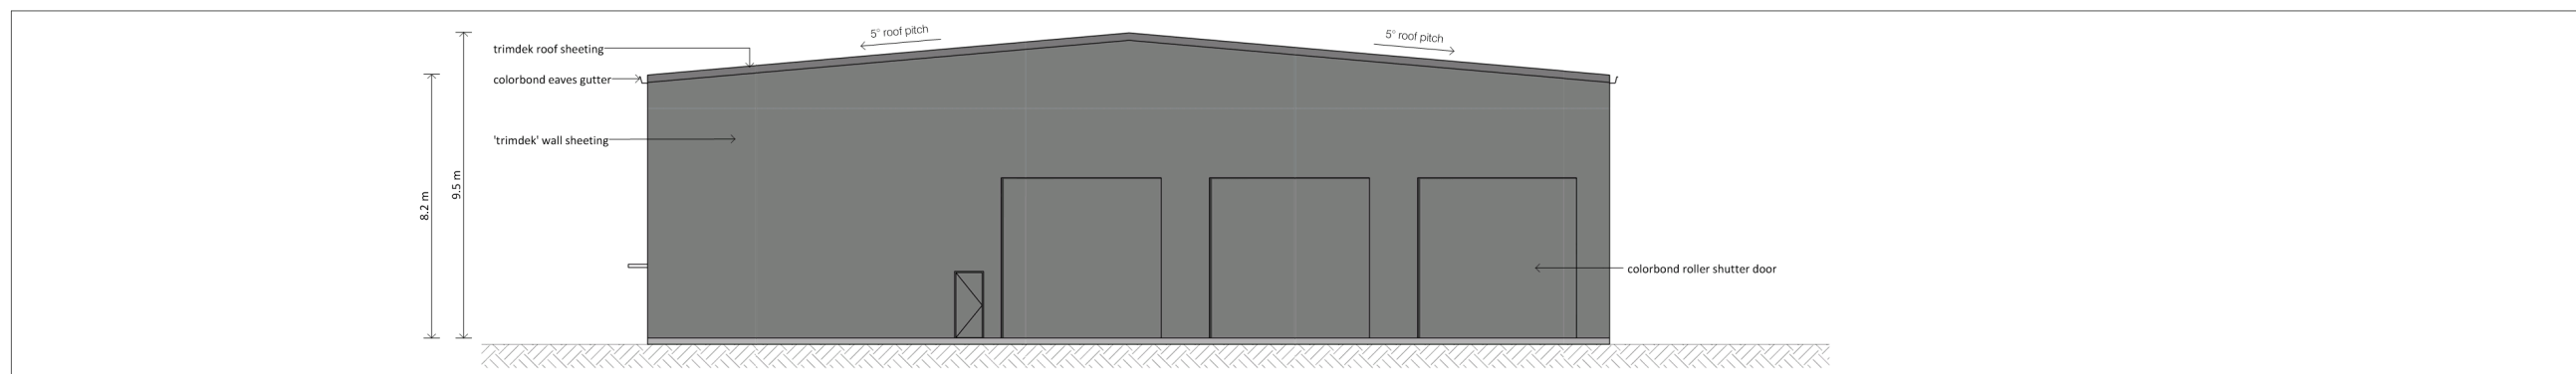 5° roof pitch
5° roof pitch
trimdek roof sheeting
colorbond eaves gutter
'trimdek' wall sheeting
9.5 m
8.2 m
colorbond roller shutter door